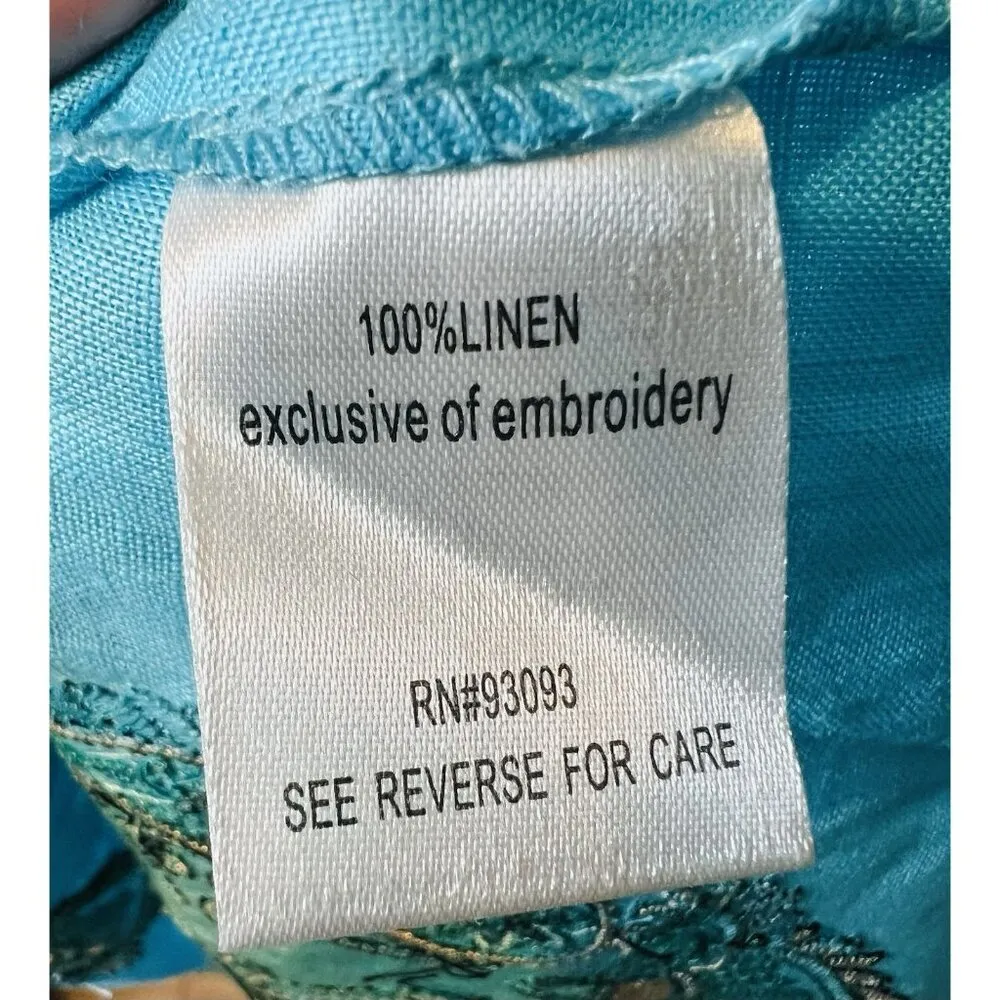 100%LINEN
exclusive of embroidery
RN#93093
SEE REVERSE FOR CARE